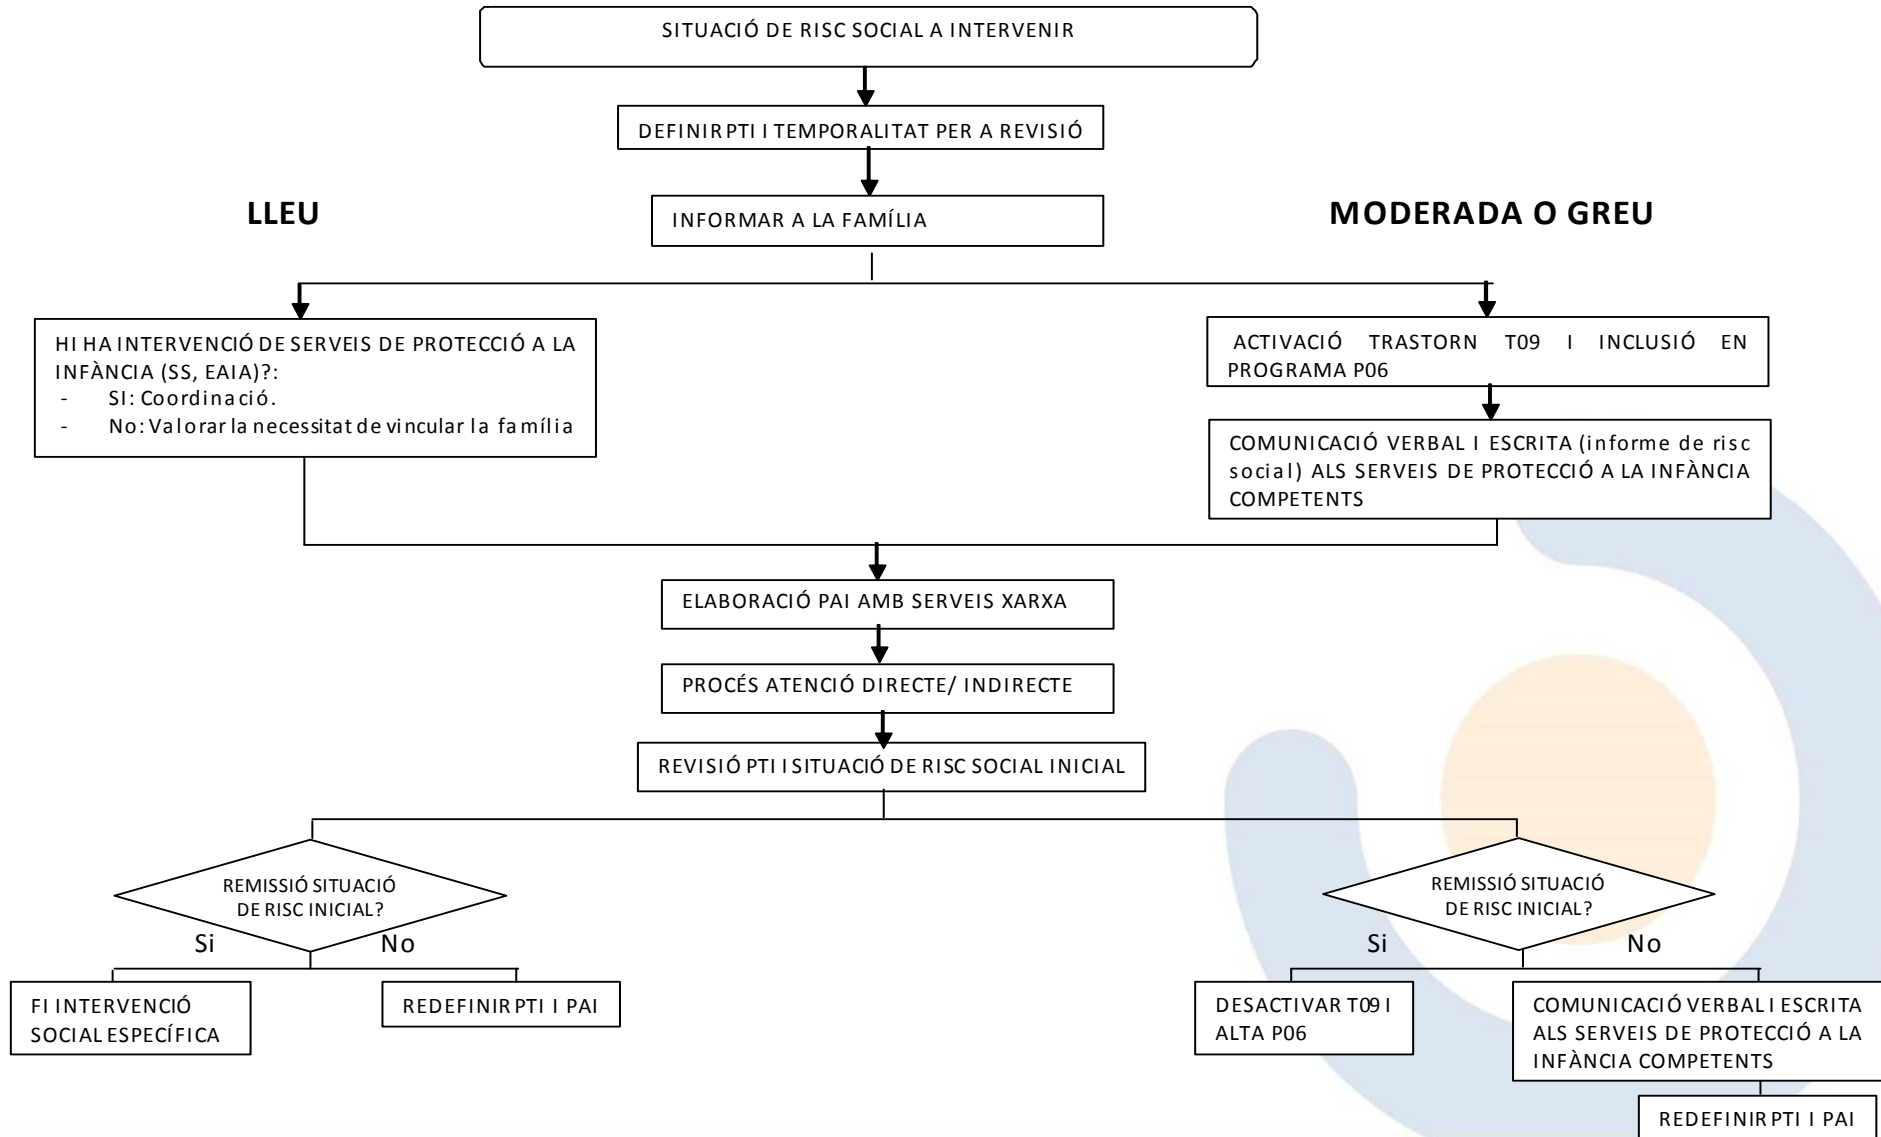 SITUACIÓ DE RISC SOCIAL A INTERVENIR
DEFINIR PTI I TEMPORALITAT PER A REVISIÓ
LLEU
INFORMAR A LA FAMÍLIA
MODERADA O GREU
HI HA INTERVENCIÓ DE SERVEIS DE PROTECCIÓ A LA
INFÀNCIA (SS, EAIA)?:
- SI: Coordinació.
- No: Valorar la necessitat de vincular la família
ACTIVACIÓ TRASTORN T09 I INCLUSIÓ EN
PROGRAMA P06
COMUNICACIÓ VERBAL I ESCRITA (informe de risc
social) ALS SERVEIS DE PROTECCIÓ A LA INFÀNCIA
COMPETENTS
ELABORACIÓ PAI AMB SERVEIS XARXA
PROCÉS ATENCIÓ DIRECTE/ INDIRECTE
REVISIÓ PTI I SITUACIÓ DE RISC SOCIAL INICIAL
REMISSIÓ SITUACIÓ
DE RISC INICIAL?
Si No
FI INTERVENCIÓ
SOCIAL ESPECÍFICA
REDEFINIR PTI I PAI
REMISSIÓ SITUACIÓ
DE RISC INICIAL?
Si No
DESACTIVAR T09 I
ALTA P06
COMUNICACIÓ VERBAL I ESCRITA
ALS SERVEIS DE PROTECCIÓ A LA
INFÀNCIA COMPETENTS
REDEFINIR PTI I PAI